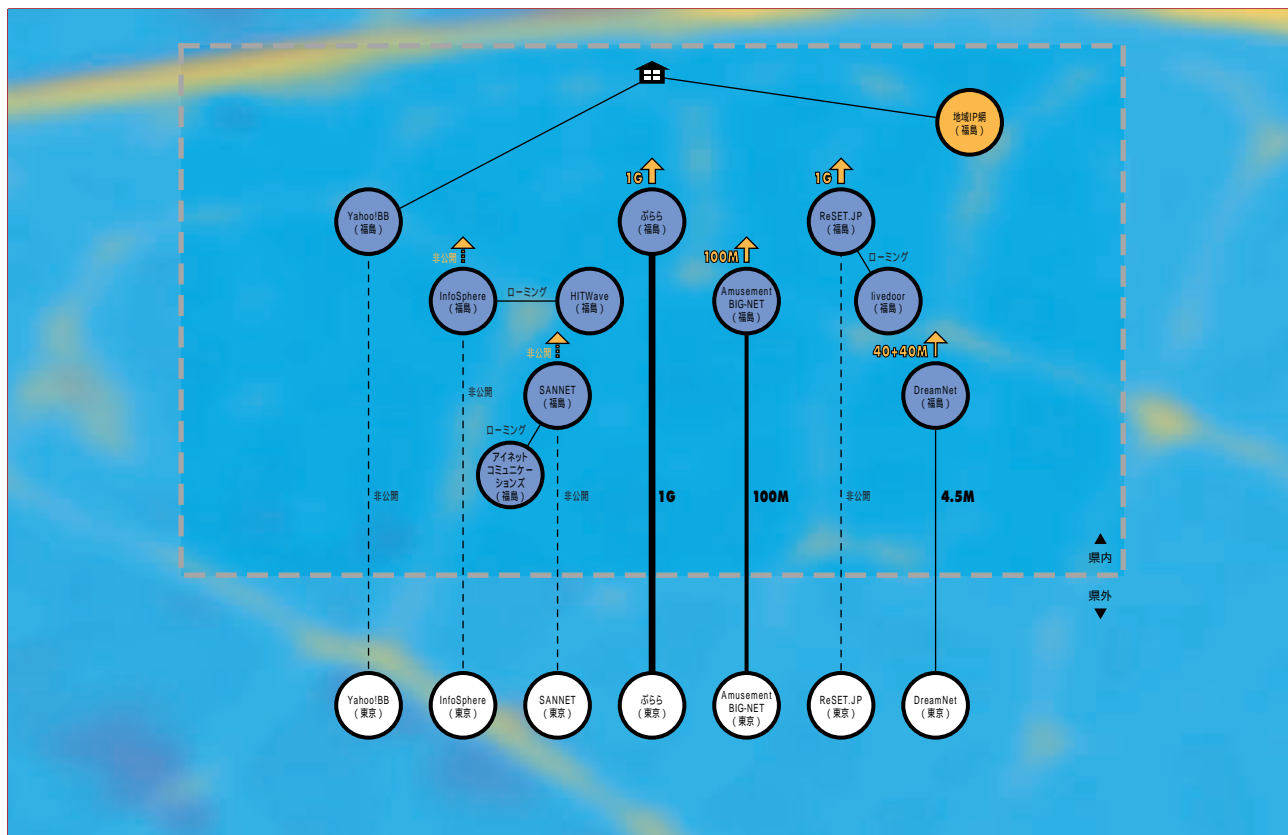 地域IP網
(福島)
1G
1G
Yahoo!BB
(福島)
ぷらら
(福島)
ReSET.JP
(福島)
非公開
100M
ローミング
InfoSphere
(福島)
ローミング
HITWave
(福島)
Amusement
BIG-NET
(福島)
livedoor
(福島)
非公開
40+40M
非公開
SANNET
(福島)
DreamNet
(福島)
ローミング
アイネット
コミュニケー
ションズ
(福島)
非公開
非公開
1G
100M
非公開
4.5M
▲
県内
県外
▼
Yahoo!BB
(東京)
InfoSphere
(東京)
SANNET
(東京)
ぷらら
(東京)
Amusement
BIG-NET
(東京)
ReSET.JP
(東京)
DreamNet
(東京)